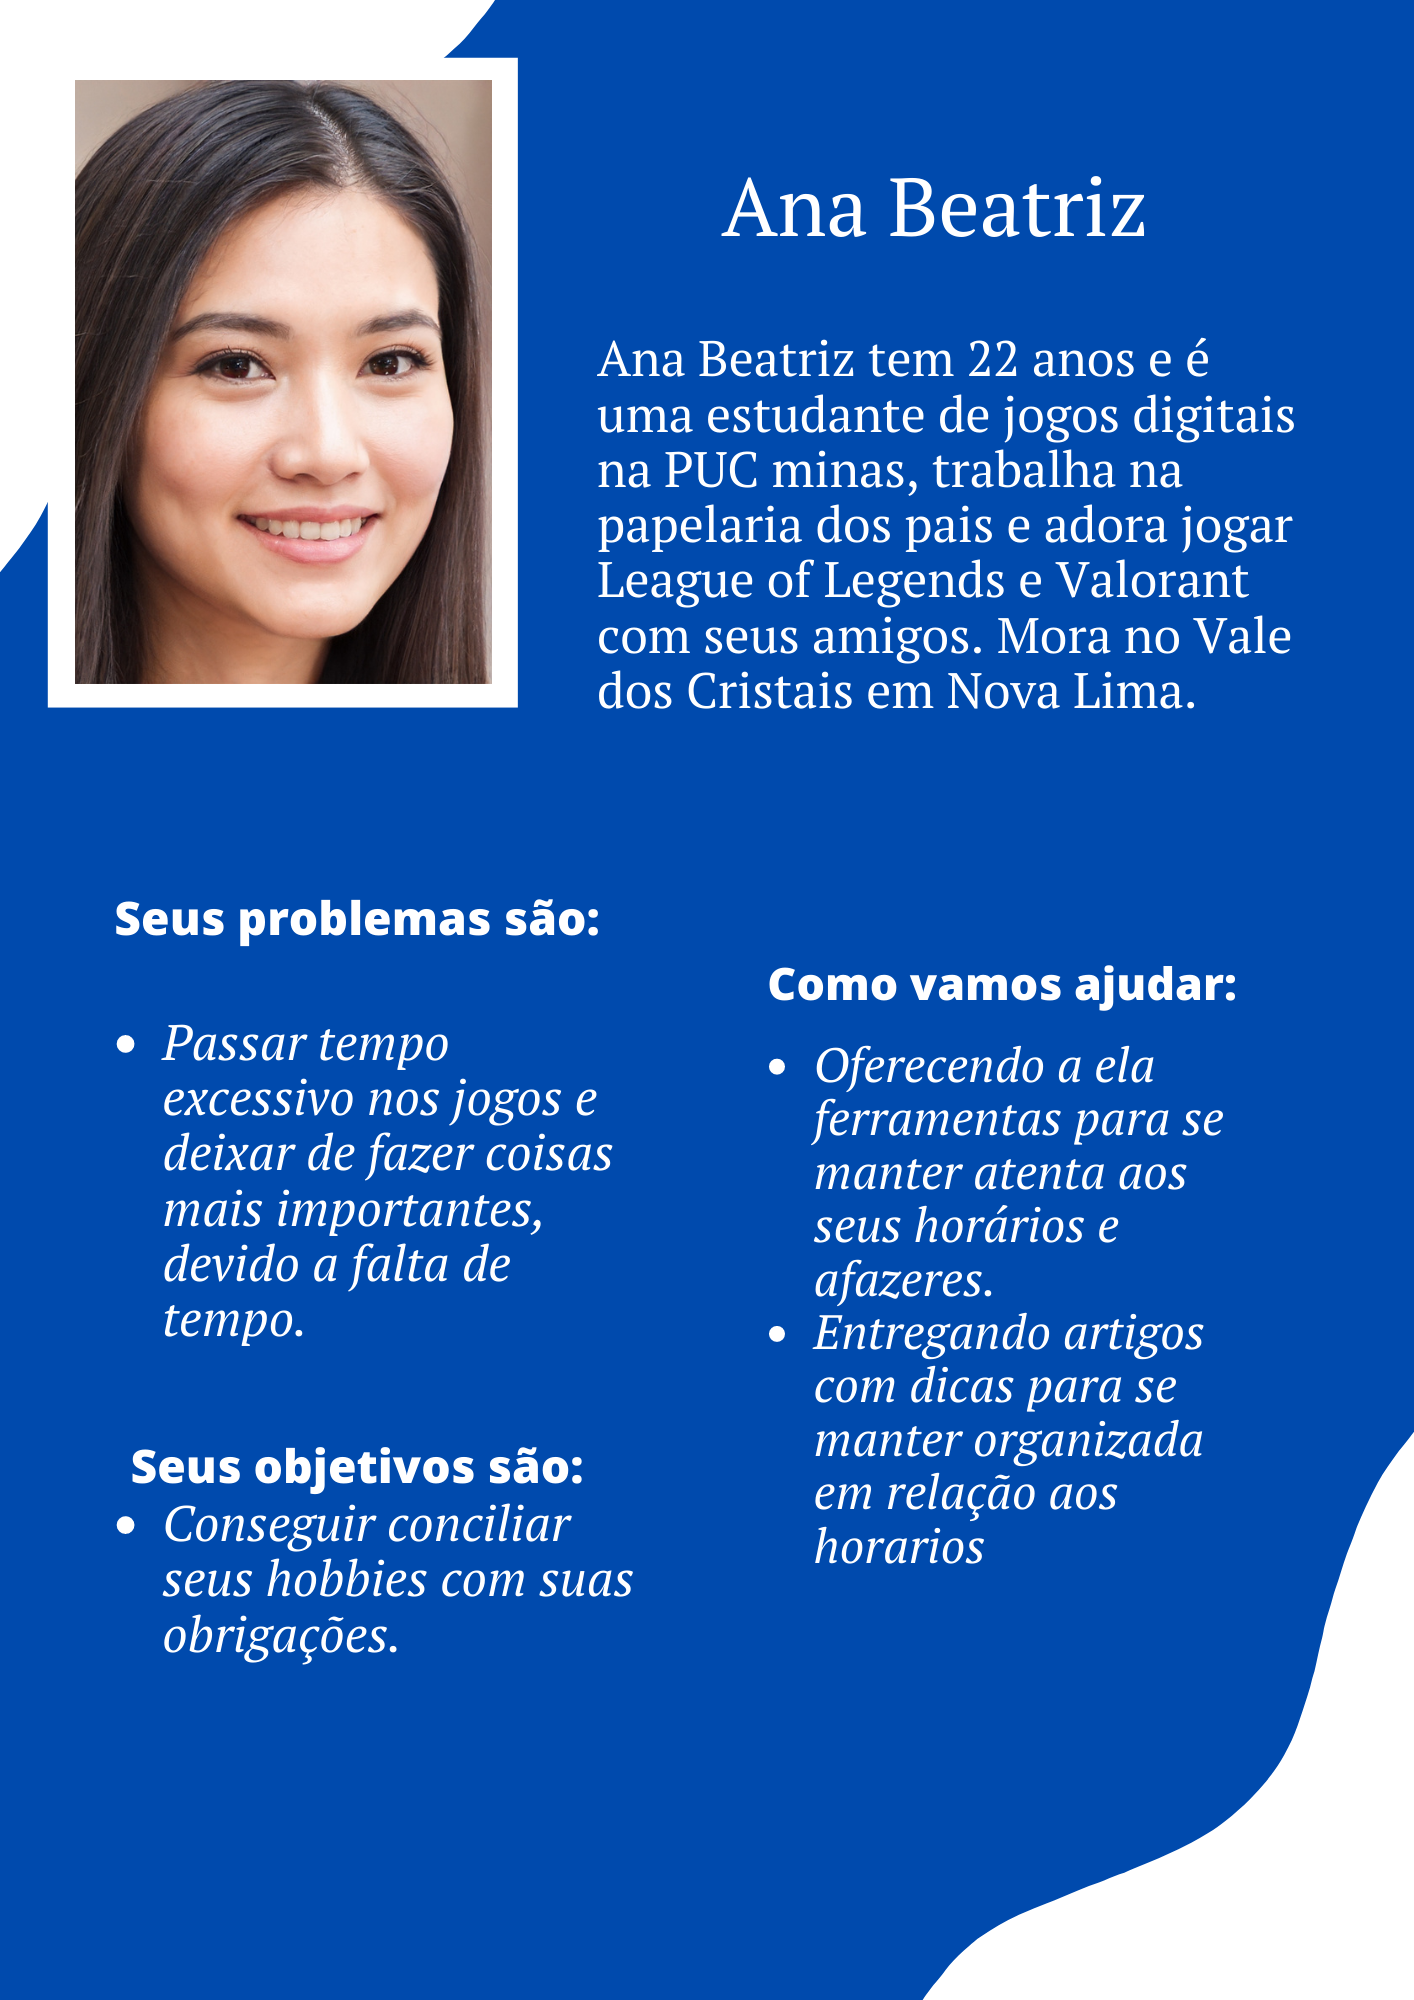 Ana Beatriz
Ana Beatriz tem 22 anos e é
uma estudante de jogos digitais
na PUC minas, trabalha na
papelaria dos pais e adora jogar
League of Legends e Valorant
com seus amigos. Mora no Vale
dos Cristais em Nova Lima.
Seus problemas são:
• Passar tempo
excessivo nos jogos e
deixar de fazer coisas
mais importantes,
devido a falta de
tempo.
Seus objetivos são:
• Conseguir conciliar
seus hobbies com suas
obrigações.
Como vamos ajudar:
• Oferecendo a ela
ferramentas para se
manter atenta aos
seus horários e
afazeres.
• Entregando artigos
com dicas para se
manter organizada
em relação aos
horarios